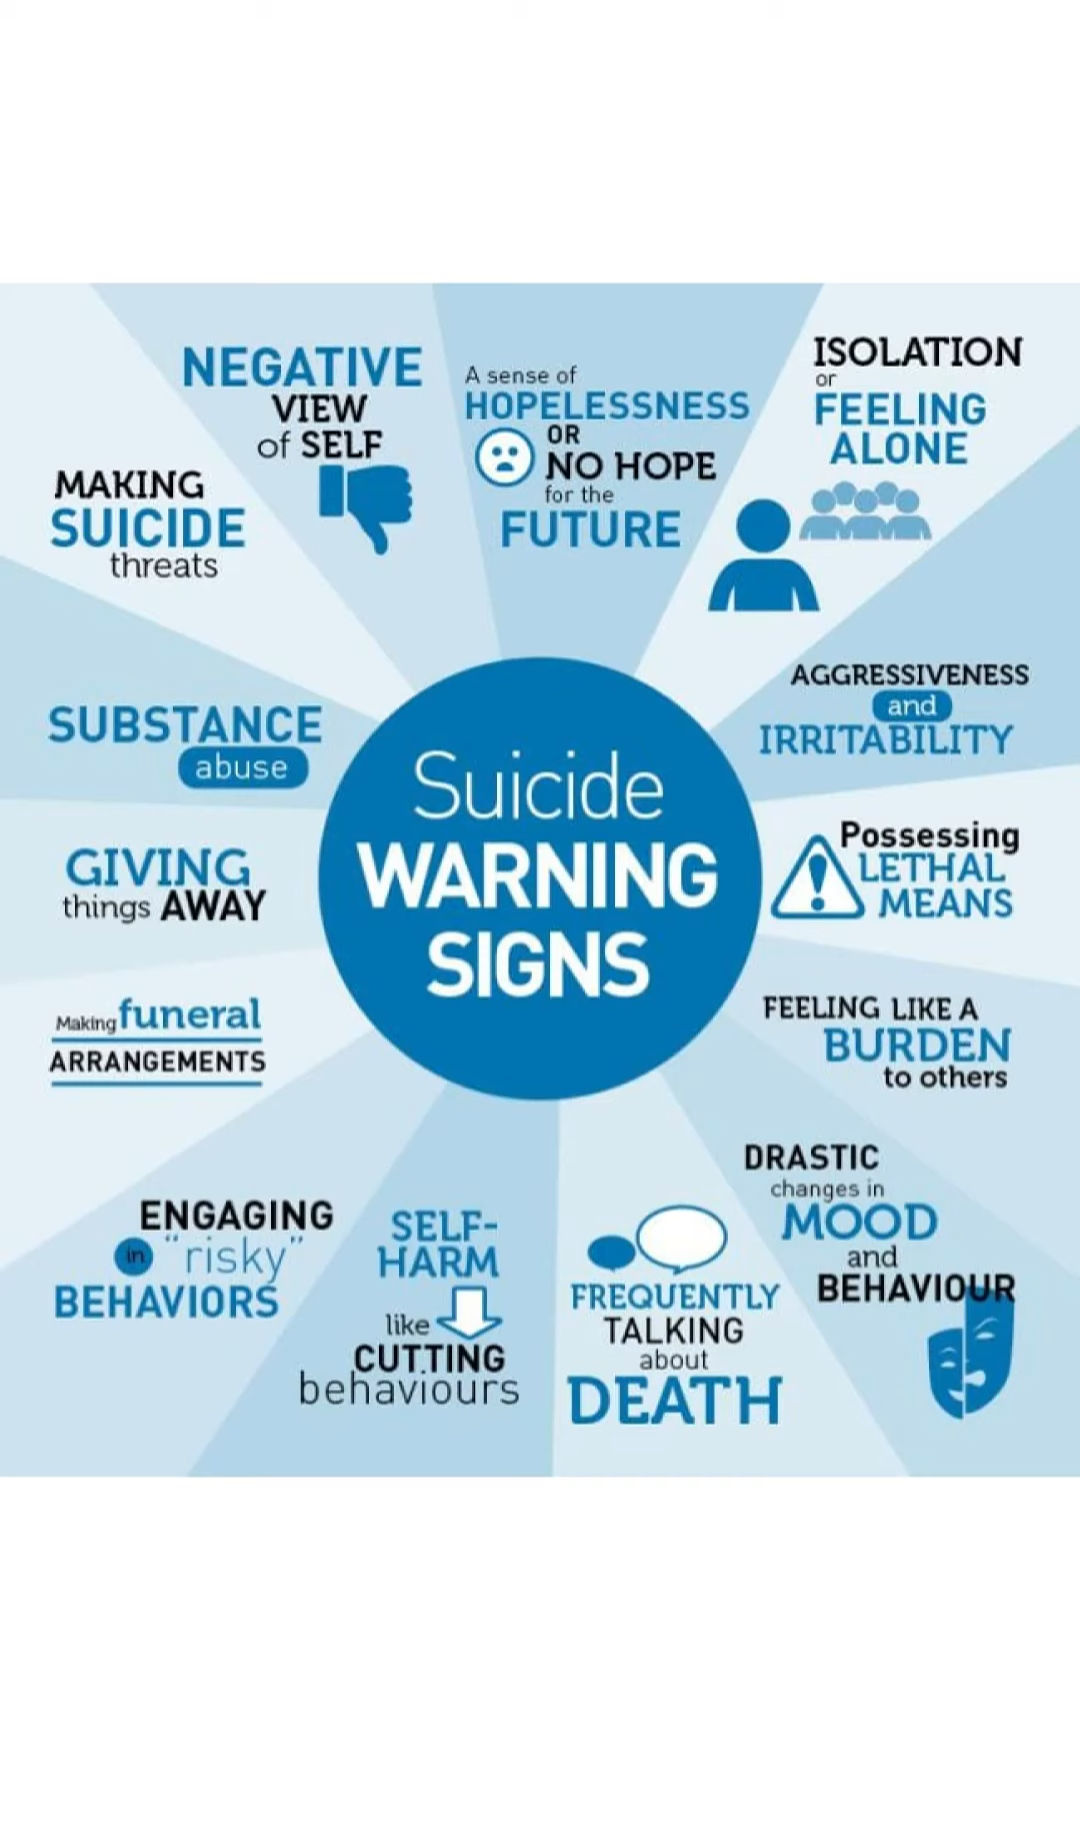 Suicide
WARNING
SIGNS
NEGATIVE
VIEW
of SELF
A sense of
HOPELESSNESS
OR
NO HOPE
for the
FUTURE
ISOLATION
or
FEELING
ALONE
AGGRESSIVENESS
and
IRRITABILITY
Possessing
LETHAL
MEANS
FEELING LIKE A
BURDEN
to others
DRASTIC
changes in
MOOD
and
BEHAVIOUR
FREQUENTLY
TALKING
about
DEATH
SELF-
HARM
like
CUTTING
behaviours
ENGAGING
in "risky"
BEHAVIORS
Making funeral
ARRANGEMENTS
GIVING
things AWAY
SUBSTANCE
abuse
MAKING
SUICIDE
threats